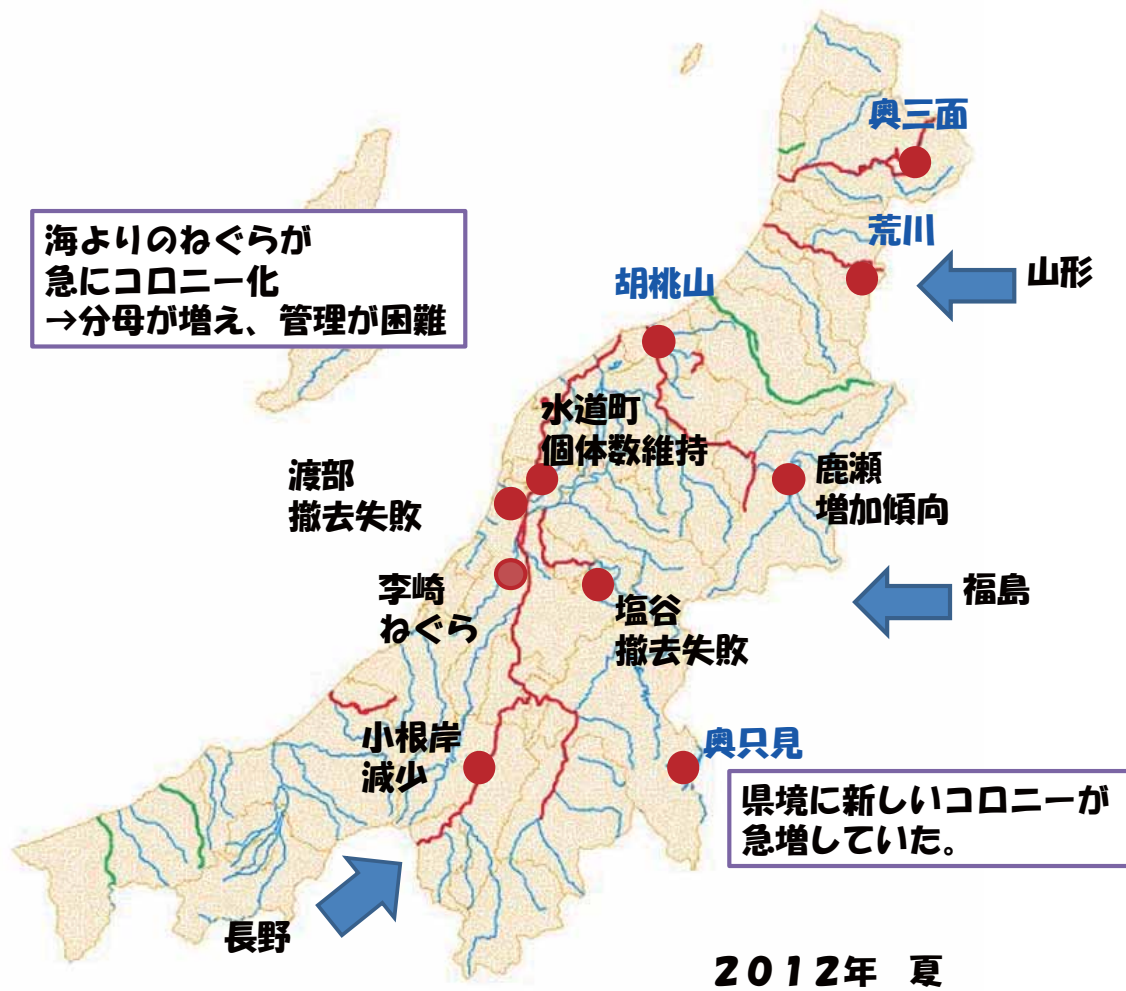 奥三面
荒川
山形
胡桃山
海よりのねぐらが
急にコロニー化
→分母が増え、管理が困難
水道町
個体数維持
渡部
撤去失敗
鹿瀬
増加傾向
李崎
ねぐら
塩谷
撤去失敗
福島
小根岸
減少
奥只見
県境に新しいコロニーが
急増していた。
長野
2012年 夏